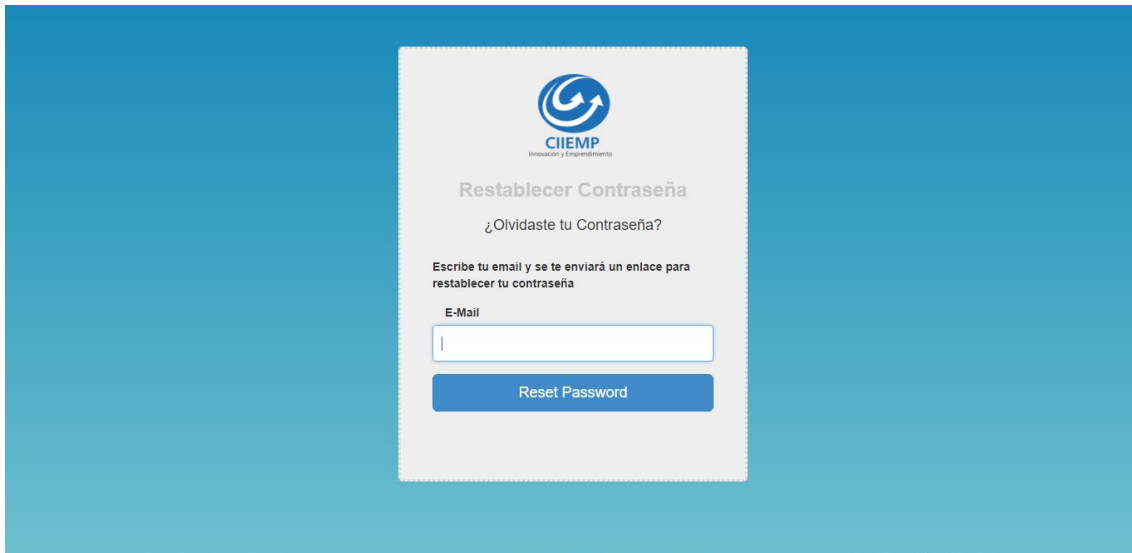 CIIEMP
Innovación y Emprendimiento
Restablecer Contraseña
¿Olvidaste tu Contraseña?
Escribe tu email y se te enviará un enlace para
restablecer tu contraseña
E-Mail
Reset Password